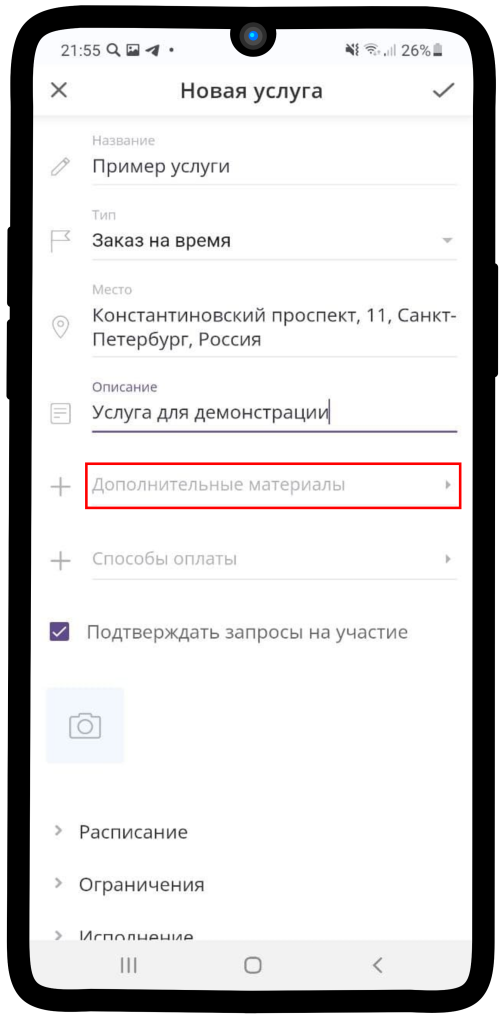 21:55 26%
Новая услуга
Название
Пример услуги
Тип
Заказ на время
Место
Константиновский проспект, 11, Санкт-
Петербург, Россия
Описание
Услуга для демонстрации
Дополнительные материалы
Способы оплаты
Подтверждать запросы на участие
Расписание
Ограничения
Исполнение